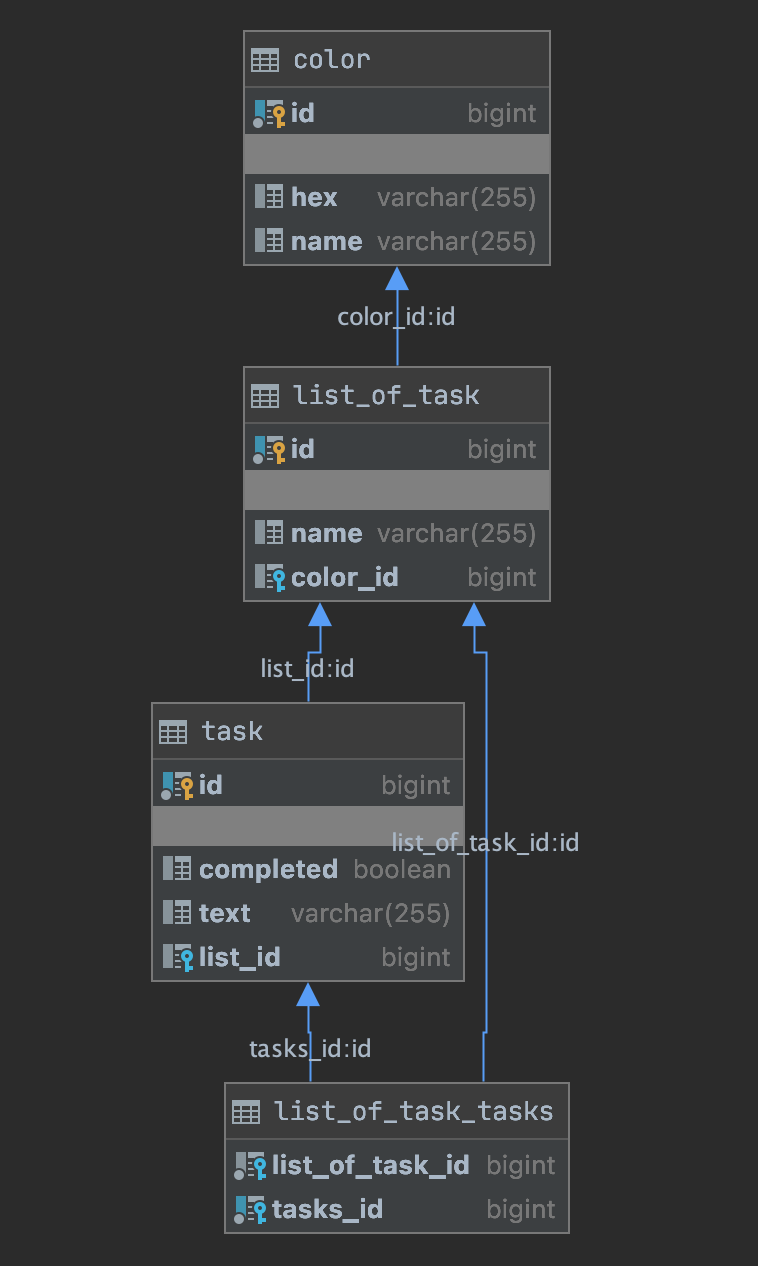 color
id bigint
hex varchar(255)
name varchar(255)
color_id:id
list_of_task
id bigint
name varchar(255)
color_id bigint
list_id:id
task
id bigint
list_of_task_id:id
completed boolean
text varchar(255)
list_id bigint
tasks_id:id
list_of_task_tasks
list_of_task_id bigint
tasks_id bigint